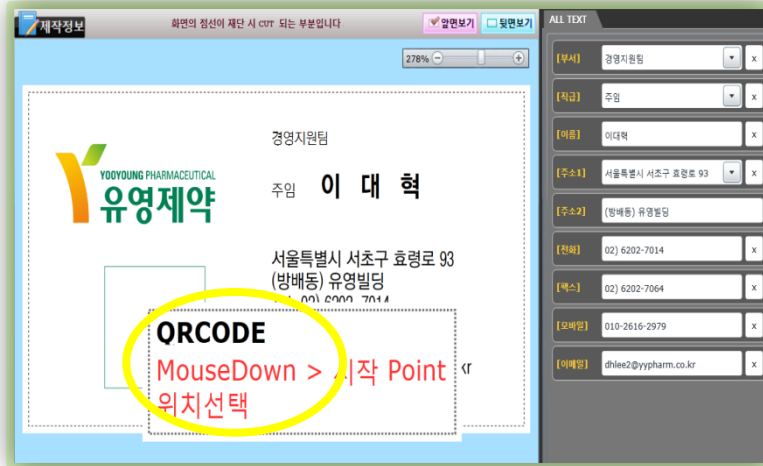 제작정보
화면의 점선이 재단 시 CUT 되는 부분입니다
앞면보기
뒷면보기
ALL TEXT
278%
YOOYOUNG PHARMACEUTICAL
유영제약
경영지원팀
주임 이 대 혁
서울특별시 서초구 효령로 93
(방배동) 유영빌딩
02) 6202-7014
kr
QRCODE
MouseDown > 시작 Point
위치선택
[부서] 경영지원팀 x
[직급] 주임 x
[이름] 이대혁 x
[주소1] 서울특별시 서초구 효령로 93 x
[주소2] (방배동) 유영빌딩
[전화] 02) 6202-7014 x
[팩스] 02) 6202-7064 x
[모바일] 010-2616-2979 x
[이메일] dhlee2@yypharm.co.kr x